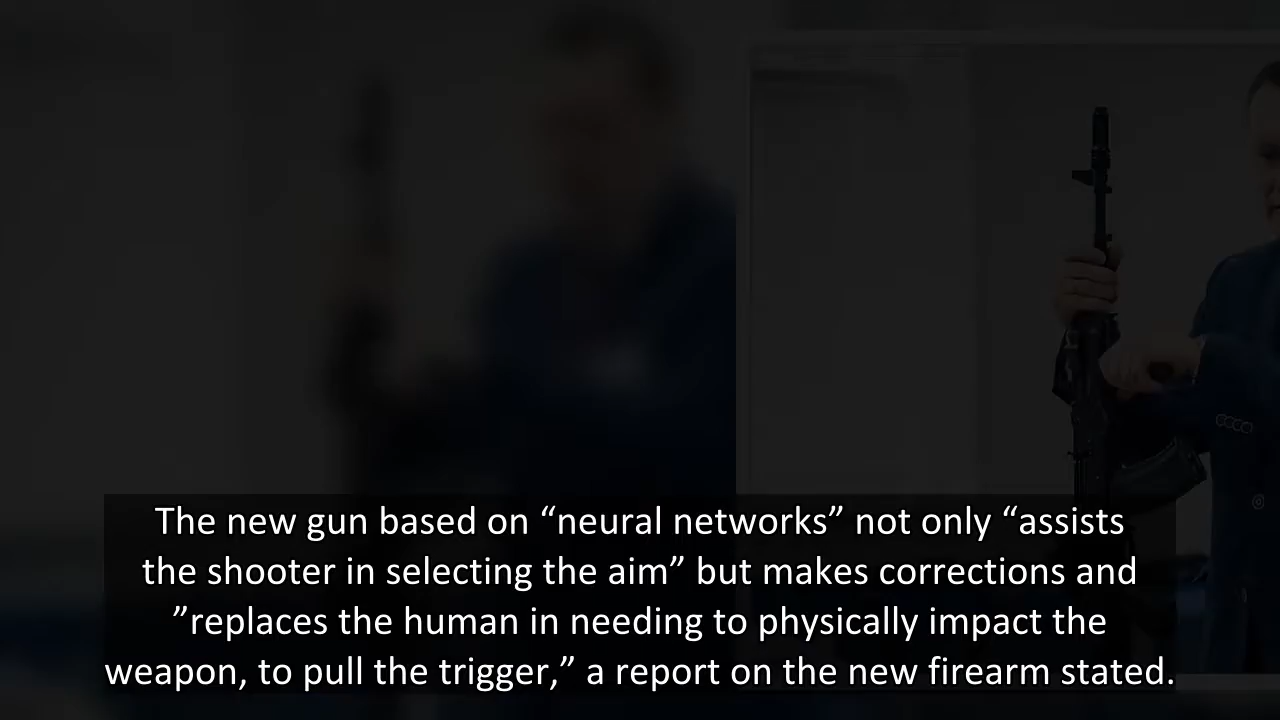 The new gun based on “neural networks” not only “assists
the shooter in selecting the aim” but makes corrections and
”replaces the human in needing to physically impact the
weapon, to pull the trigger,” a report on the new firearm stated.